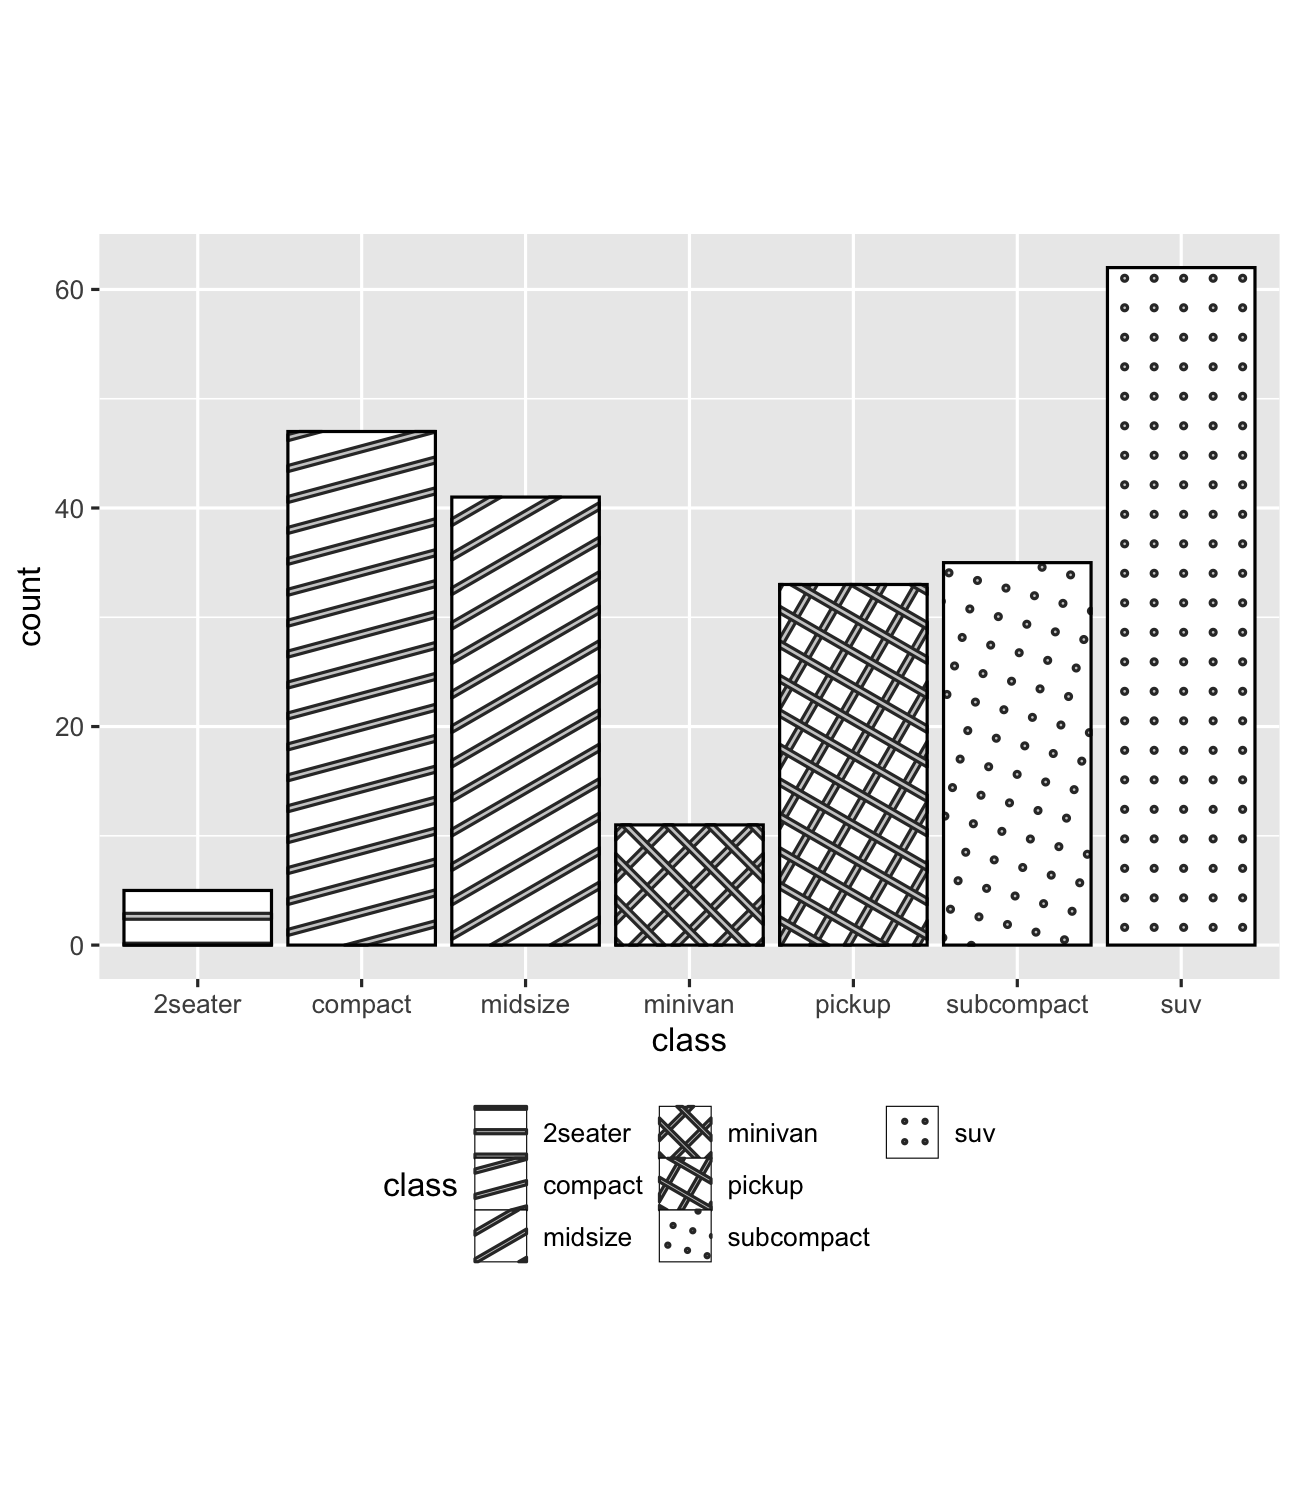 60
40
20
0
count
2seater compact midsize minivan pickup subcompact suv
class
class
2seater minivan suv
compact pickup
midsize subcompact